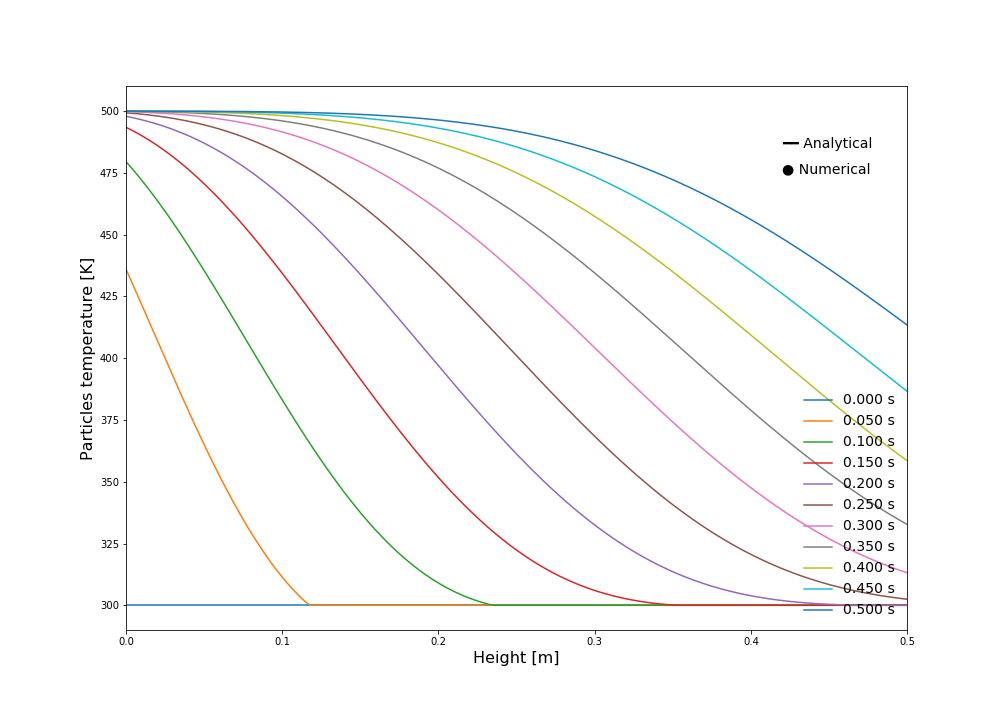 500
475
450
425
400
375
350
325
300
Particles temperature [K]
Analytical
Numerical
0.000 s
0.050 s
0.100 s
0.150 s
0.200 s
0.250 s
0.300 s
0.350 s
0.400 s
0.450 s
0.500 s
0.0 0.1 0.2 0.3 0.4 0.5
Height [m]